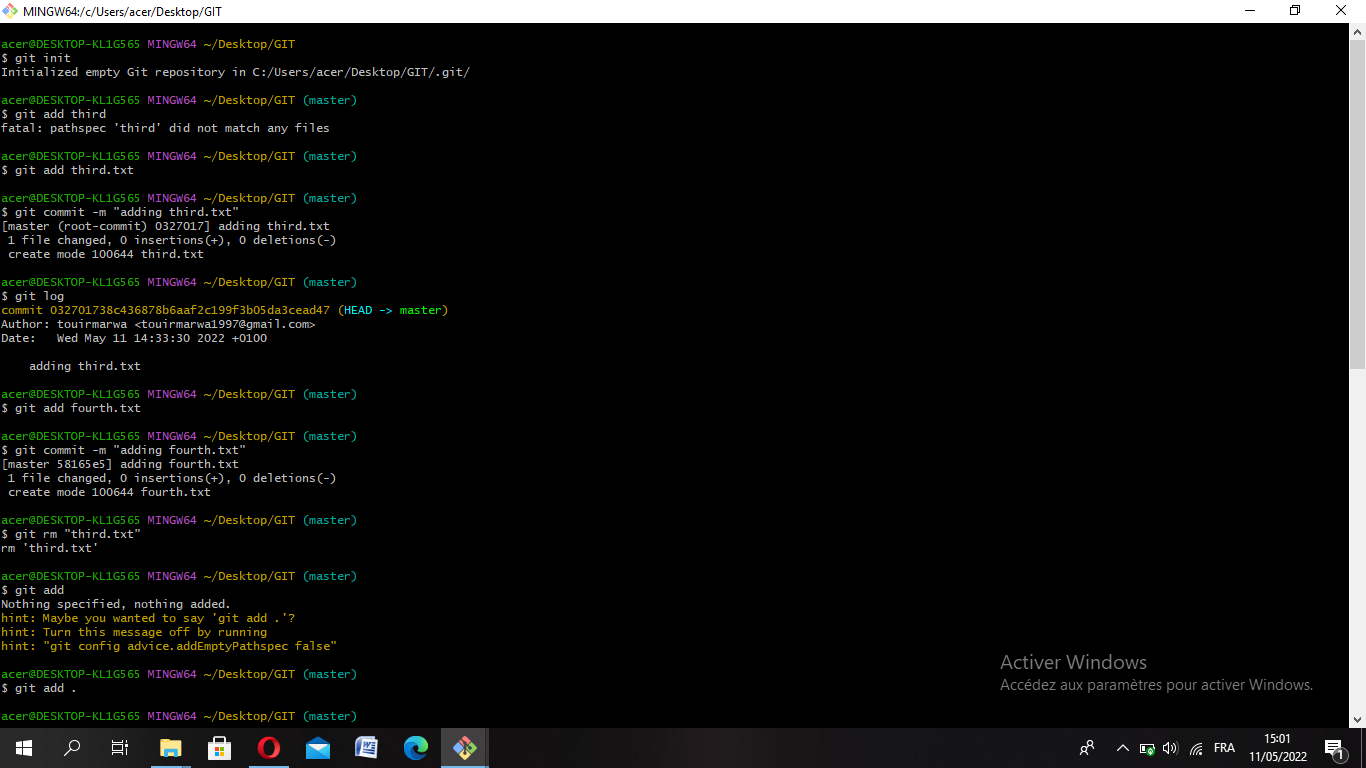 MINGW64:/c/Users/acer/Desktop/GIT
acer@DESKTOP-KL1G565 MINGW64 ~/Desktop/GIT
$ git init
Initialized empty Git repository in C:/Users/acer/Desktop/GIT/.git/
acer@DESKTOP-KL1G565 MINGW64 ~/Desktop/GIT (master)
$ git add third
fatal: pathspec 'third' did not match any files
acer@DESKTOP-KL1G565 MINGW64 ~/Desktop/GIT (master)
$ git add third.txt
acer@DESKTOP-KL1G565 MINGW64 ~/Desktop/GIT (master)
$ git commit -m "adding third.txt"
[master (root-commit) 0327017] adding third.txt
1 file changed, 0 insertions(+), 0 deletions(-)
create mode 100644 third.txt
acer@DESKTOP-KL1G565 MINGW64 ~/Desktop/GIT (master)
$ git log
commit 032701738c436878b6aaf2c199f3b05da3cead47 (HEAD -> master)
Author: touirmarwa <touirmarwa1997@gmail.com>
Date:   Wed May 11 14:33:30 2022 +0100
adding third.txt
acer@DESKTOP-KL1G565 MINGW64 ~/Desktop/GIT (master)
$ git add fourth.txt
acer@DESKTOP-KL1G565 MINGW64 ~/Desktop/GIT (master)
$ git commit -m "adding fourth.txt"
[master 58165e5] adding fourth.txt
1 file changed, 0 insertions(+), 0 deletions(-)
create mode 100644 fourth.txt
acer@DESKTOP-KL1G565 MINGW64 ~/Desktop/GIT (master)
$ git rm "third.txt"
rm 'third.txt'
acer@DESKTOP-KL1G565 MINGW64 ~/Desktop/GIT (master)
$ git add
Nothing specified, nothing added.
hint: Maybe you wanted to say 'git add .'?
hint: Turn this message off by running
hint: "git config advice.addEmptyPathspec false"
acer@DESKTOP-KL1G565 MINGW64 ~/Desktop/GIT (master)
$ git add .
acer@DESKTOP-KL1G565 MINGW64 ~/Desktop/GIT (master)
Activer Windows
Accédez aux paramètres pour activer Windows.
FRA
15:01
11/05/2022
1